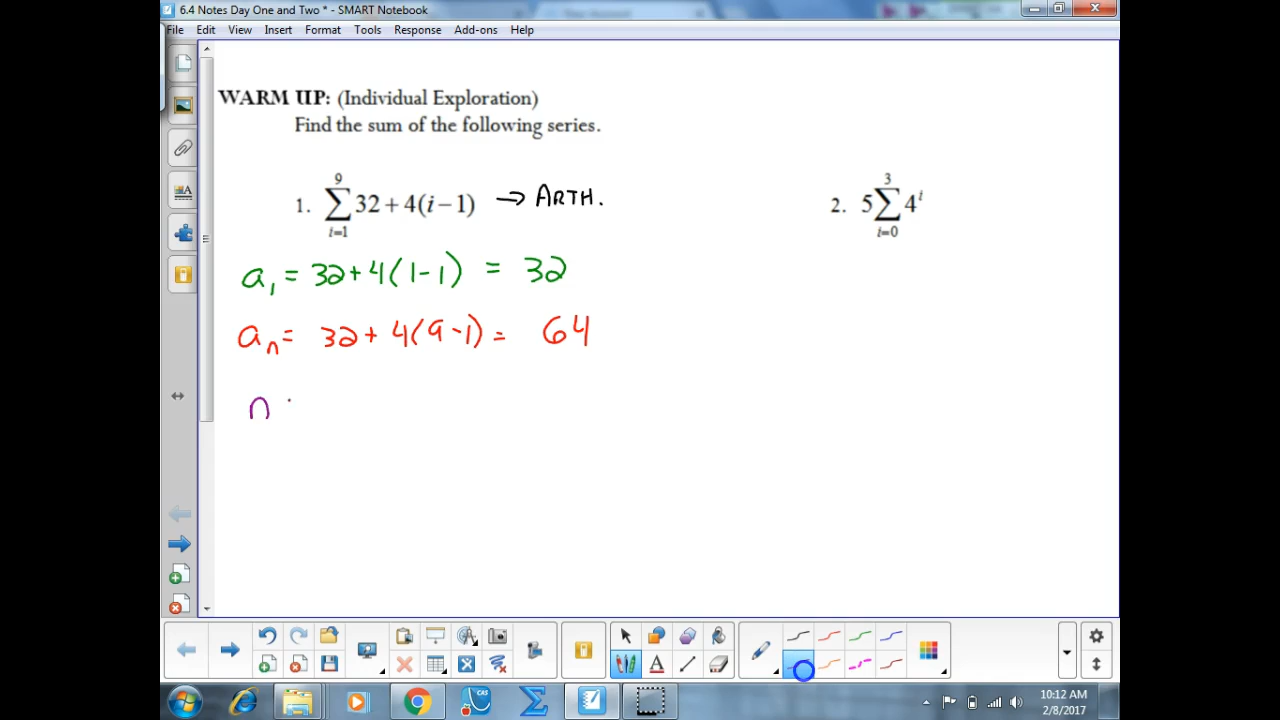 6.4 Notes Day One and Two * - SMART Notebook
File Edit View Insert Format Tools Response Add-ons Help
WARM UP: (Individual Exploration)
Find the sum of the following series.
1. \sum_{i=1}^{9} 32 + 4(i − 1) → ARTH.
2. 5 \sum_{i=0}^{3} 4^i
a₁ = 32 + 4(1 - 1) = 32
aₙ = 32 + 4(9 - 1) = 64
n
10:12 AM
2/8/2017